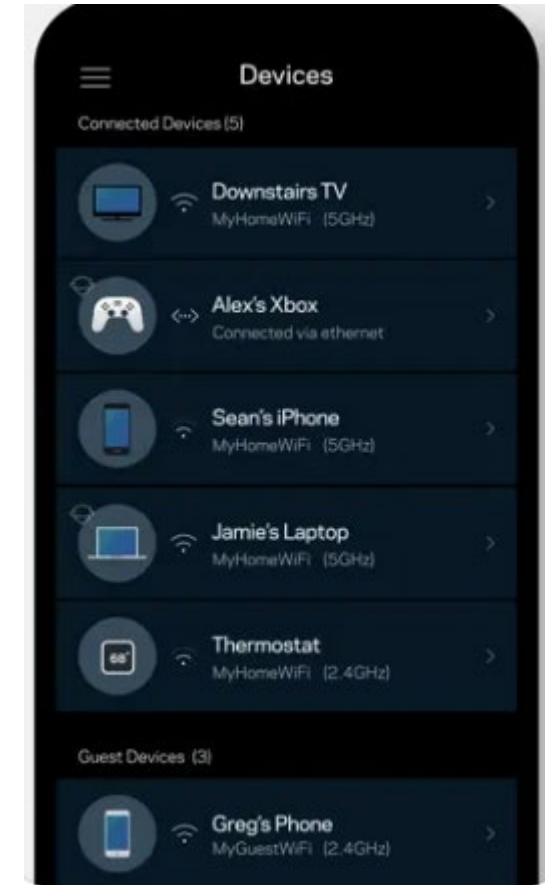 Devices
Connected Devices (5)
Downstairs TV
MyHomeWiFi (5GHz)
Alex's Xbox
Connected via ethernet
Sean's iPhone
MyHomeWiFi (5GHz)
Jamie's Laptop
MyHomeWiFi (5GHz)
68°
Thermostat
MyHomeWiFi (2.4GHz)
Guest Devices (3)
Greg's Phone
MyGuestWiFi (2.4GHz)